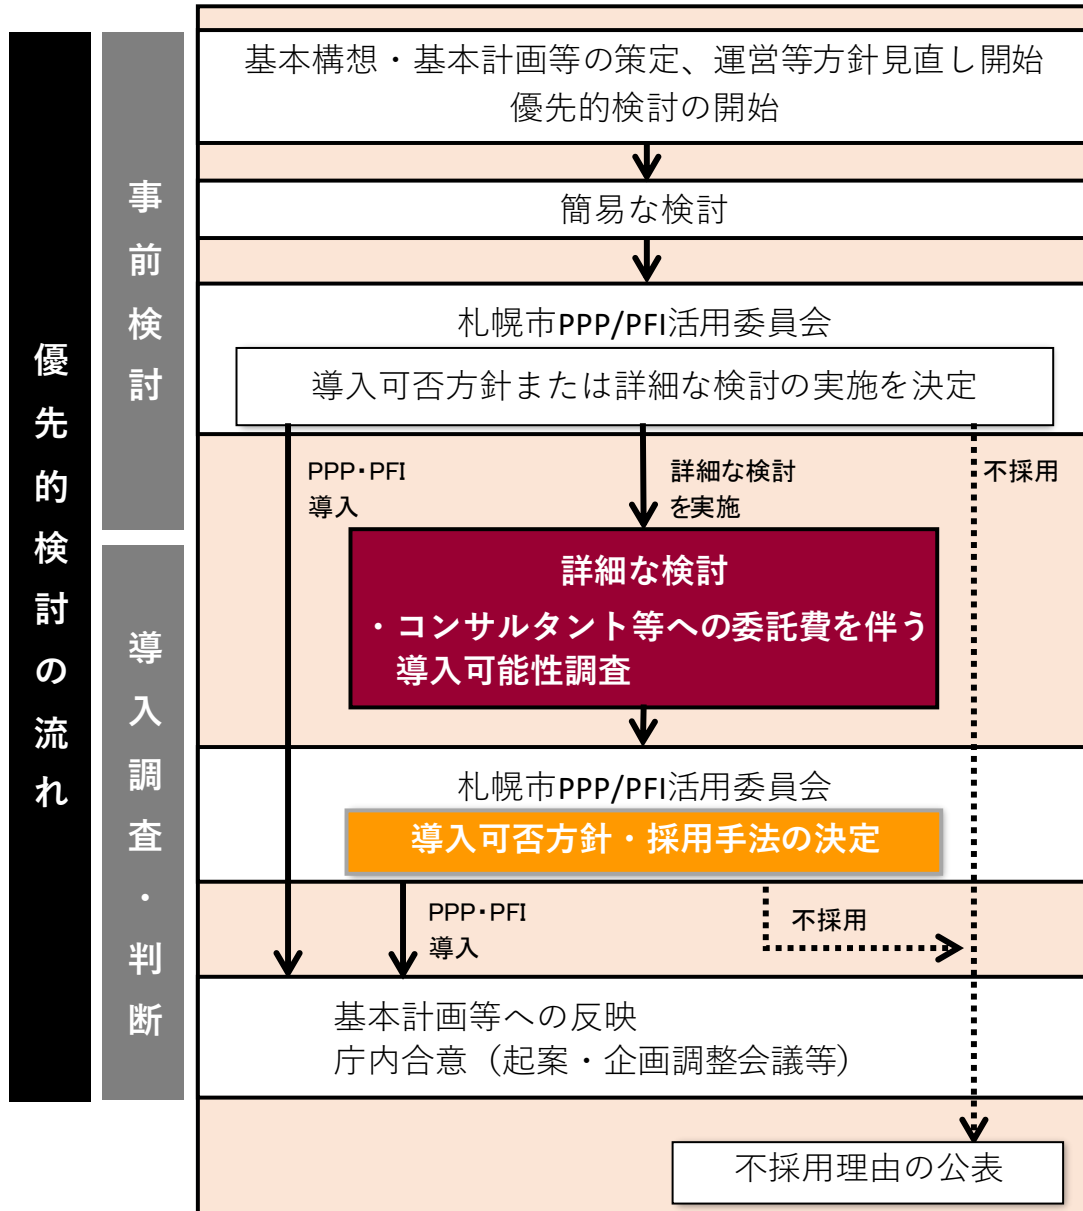 優先的検討の流れ
事前検討
導入調査・判断
基本構想・基本計画等の策定、運営等方針見直し開始
優先的検討の開始
簡易な検討
札幌市PPP/PFI活用委員会
導入可否方針または詳細な検討の実施を決定
PPP・PFI
導入
詳細な検討
を実施
不採用
詳細な検討
・コンサルタント等への委託費を伴う
導入可能性調査
札幌市PPP/PFI活用委員会
導入可否方針・採用手法の決定
PPP・PFI
導入
不採用
基本計画等への反映
庁内合意（起案・企画調整会議等）
不採用理由の公表